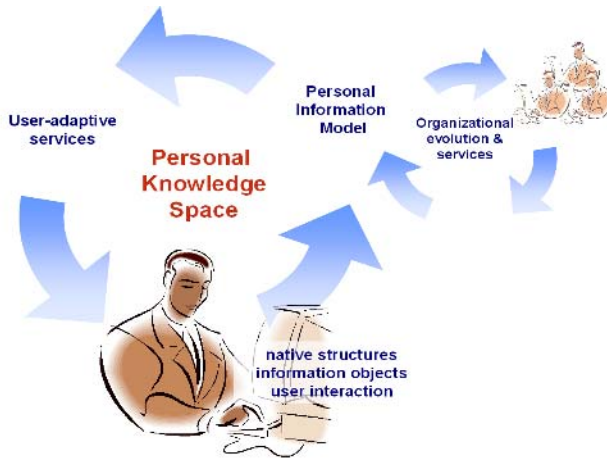 Personal
Information
Model
Organizational
evolution &
services
User-adaptive
services
Personal
Knowledge
Space
native structures
information objects
user interaction